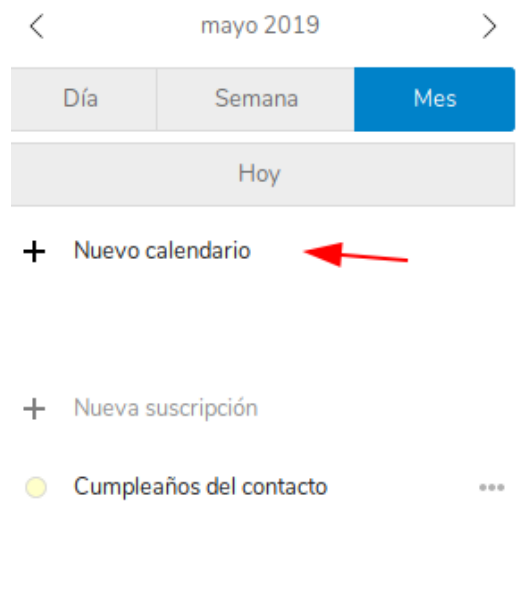 mayo 2019
Día Semana Mes
Hoy
Nuevo calendario
Nueva suscripción
Cumpleaños del contacto